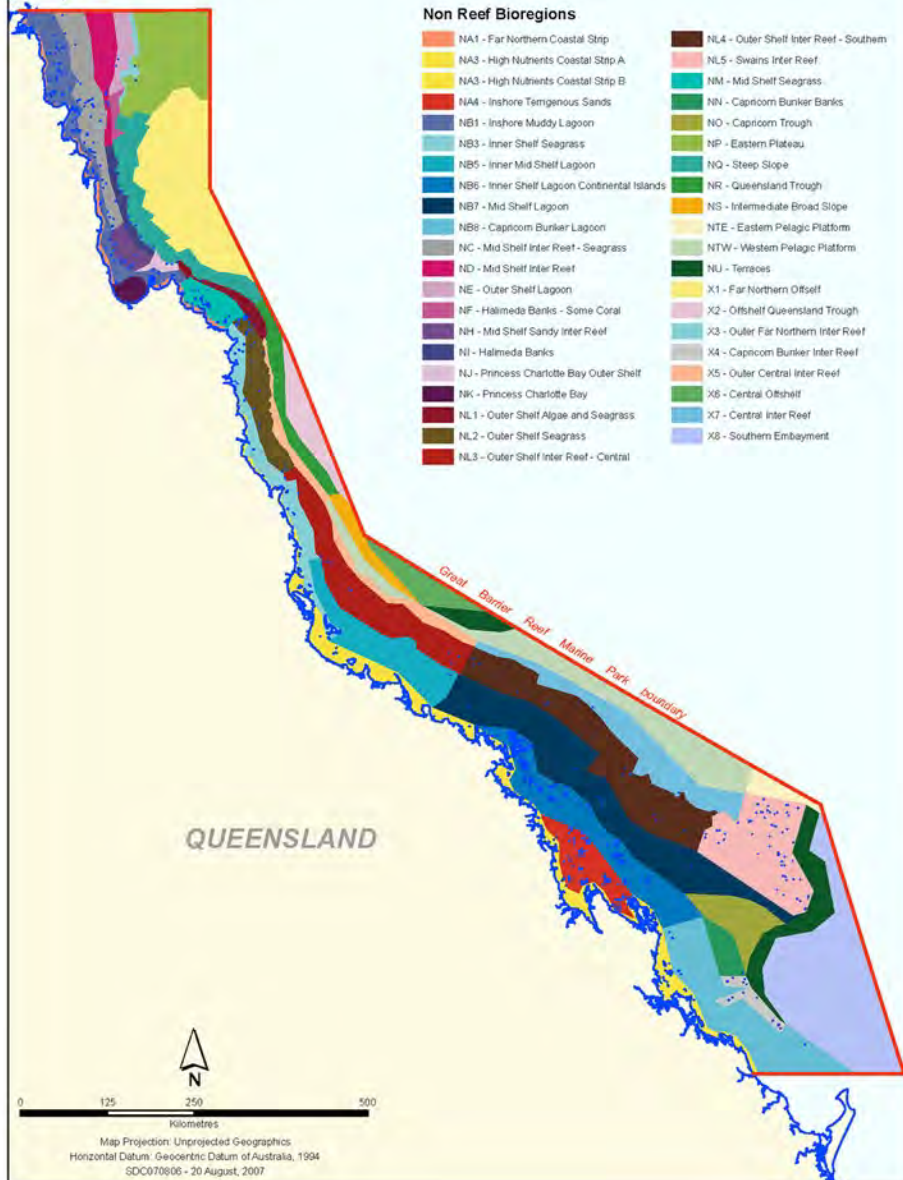 Non Reef Bioregions
NA1 - Far Northern Coastal Strip
NA3 - High Nutrients Coastal Strip A
NA3 - High Nutrients Coastal Strip B
NA4 - Inshore Terrigenous Sands
NB1 - Inshore Muddy Lagoon
NB3 - Inner Shelf Seagrass
NB5 - Inner Mid Shelf Lagoon
NB6 - Inner Shelf Lagoon Continental Islands
NB7 - Mid Shelf Lagoon
NB8 - Capricorn Bunker Lagoon
NC - Mid Shelf Inter Reef - Seagrass
ND - Mid Shelf Inter Reef
NE - Outer Shelf Lagoon
NF - Halimeda Banks - Some Coral
NH - Mid Shelf Sandy Inter Reef
NI - Halimeda Banks
NJ - Princess Charlotte Bay Outer Shelf
NK - Princess Charlotte Bay
NL1 - Outer Shelf Algae and Seagrass
NL2 - Outer Shelf Seagrass
NL3 - Outer Shelf Inter Reef - Central
NL4 - Outer Shelf Inter Reef - Southern
NL5 - Swains Inter Reef
NM - Mid Shelf Seagrass
NN - Capricorn Bunker Banks
NO - Capricorn Trough
NP - Eastern Plateau
NQ - Steep Slope
NR - Queensland Trough
NS - Intermediate Broad Slope
NTE - Eastern Pelagic Platform
NTW - Western Pelagic Platform
NU - Terraces
X1 - Far Northern Offself
X2 - Offshelf Queensland Trough
X3 - Outer Far Northern Inter Reef
X4 - Capricorn Bunker Inter Reef
X5 - Outer Central Inter Reef
X6 - Central Offshelf
X7 - Central Inter Reef
X8 - Southern Embayment
Great Barrier Reef Marine Park boundary
QUEENSLAND
N
0 125 250 500
Kilometres
Map Projection: Unprojected Geographics
Horizontal Datum: Geocentric Datum of Australia, 1994
SDC070806 - 20 August, 2007